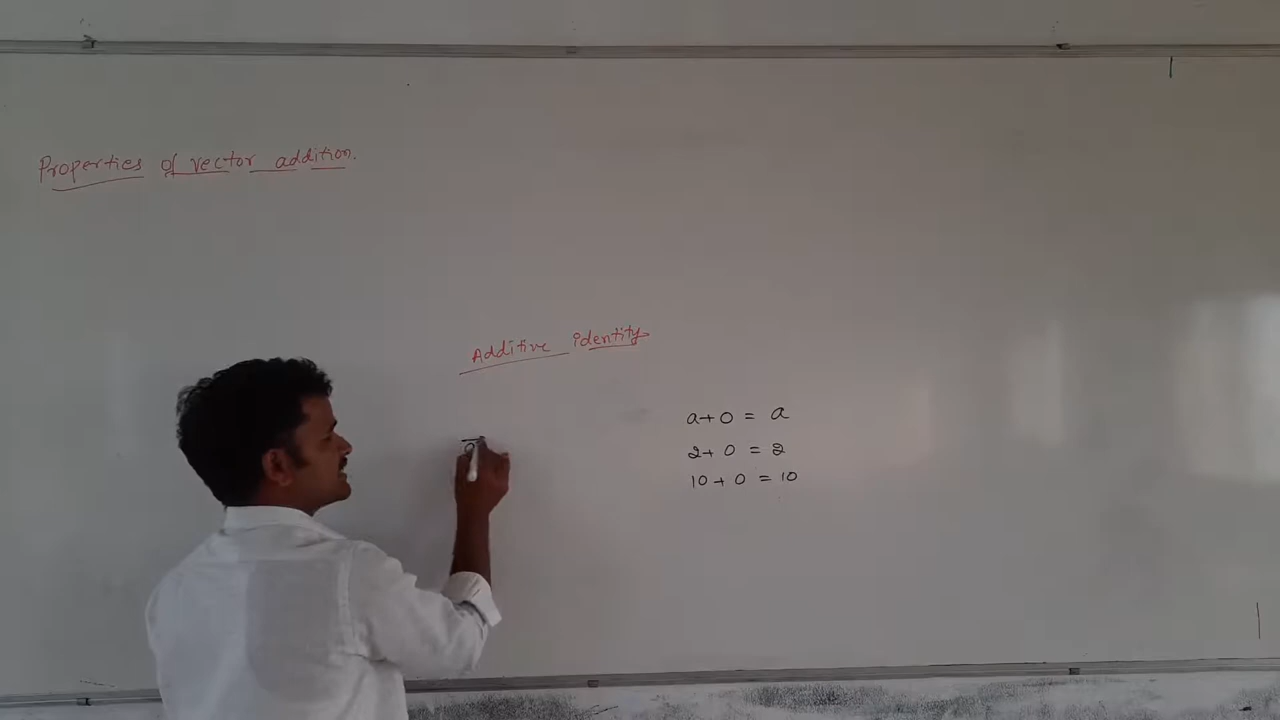 Properties of vector addition.
Additive identity
a+0 = a
2+ 0 = 2
10 + 0 = 10